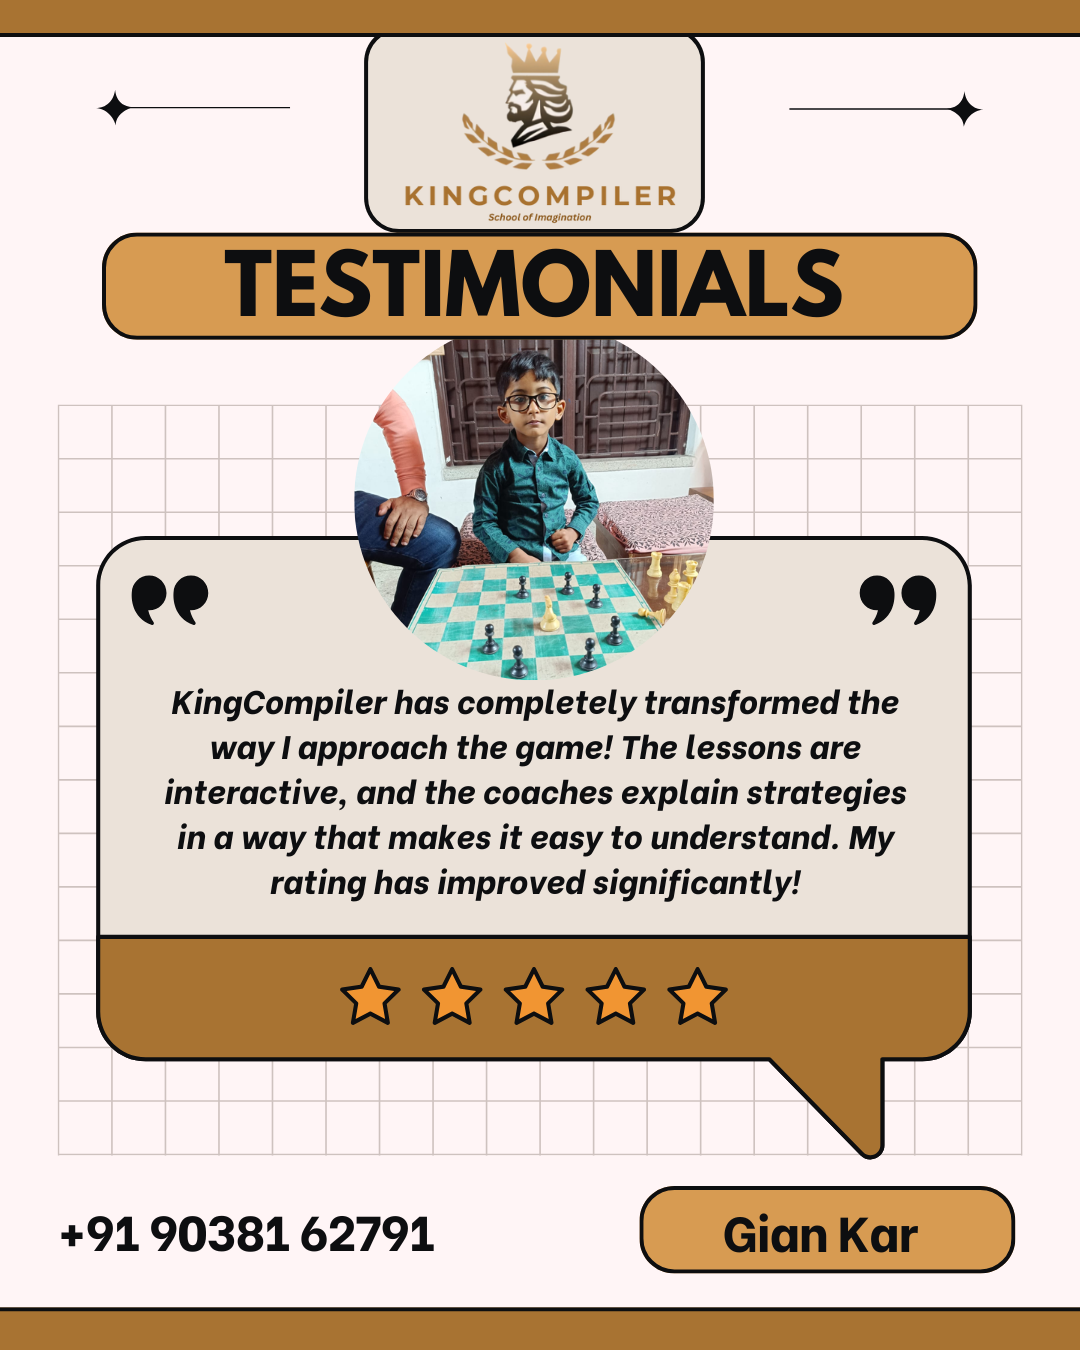 KINGCOMPILER
School of Imagination
TESTIMONIALS
KingCompiler has completely transformed the
way I approach the game! The lessons are
interactive, and the coaches explain strategies
in a way that makes it easy to understand. My
rating has improved significantly!
+91 90381 62791
Gian Kar